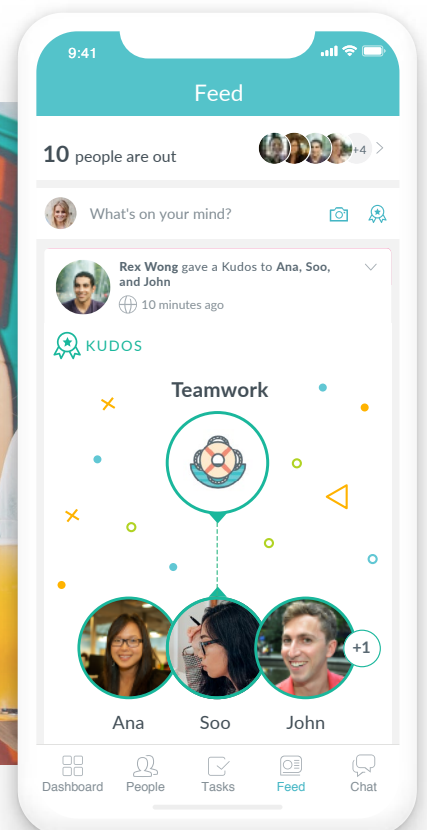 9:41
Feed
10 people are out
+4
What's on your mind?
Rex Wong gave a Kudos to Ana, Soo,
and John
10 minutes ago
KUDOS
Teamwork
+1
Ana Soo John
Dashboard People Tasks Feed Chat